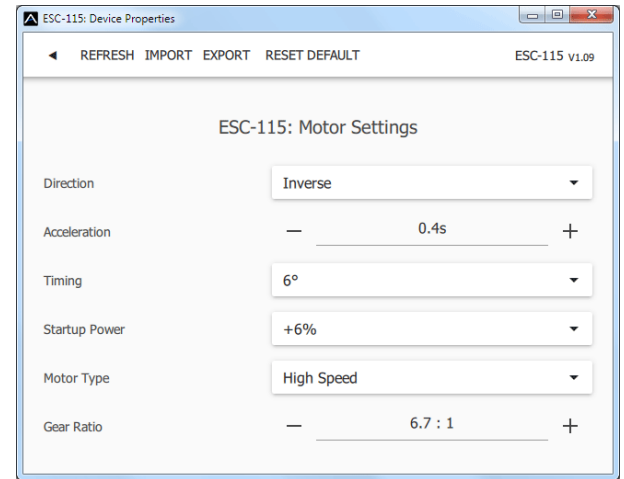 ESC-115: Device Properties
REFRESH IMPORT EXPORT RESET DEFAULT ESC-115 V1.09
ESC-115: Motor Settings
Direction Inverse
Acceleration — 0.4s +
Timing 6°
Startup Power +6%
Motor Type High Speed
Gear Ratio — 6.7 : 1 +